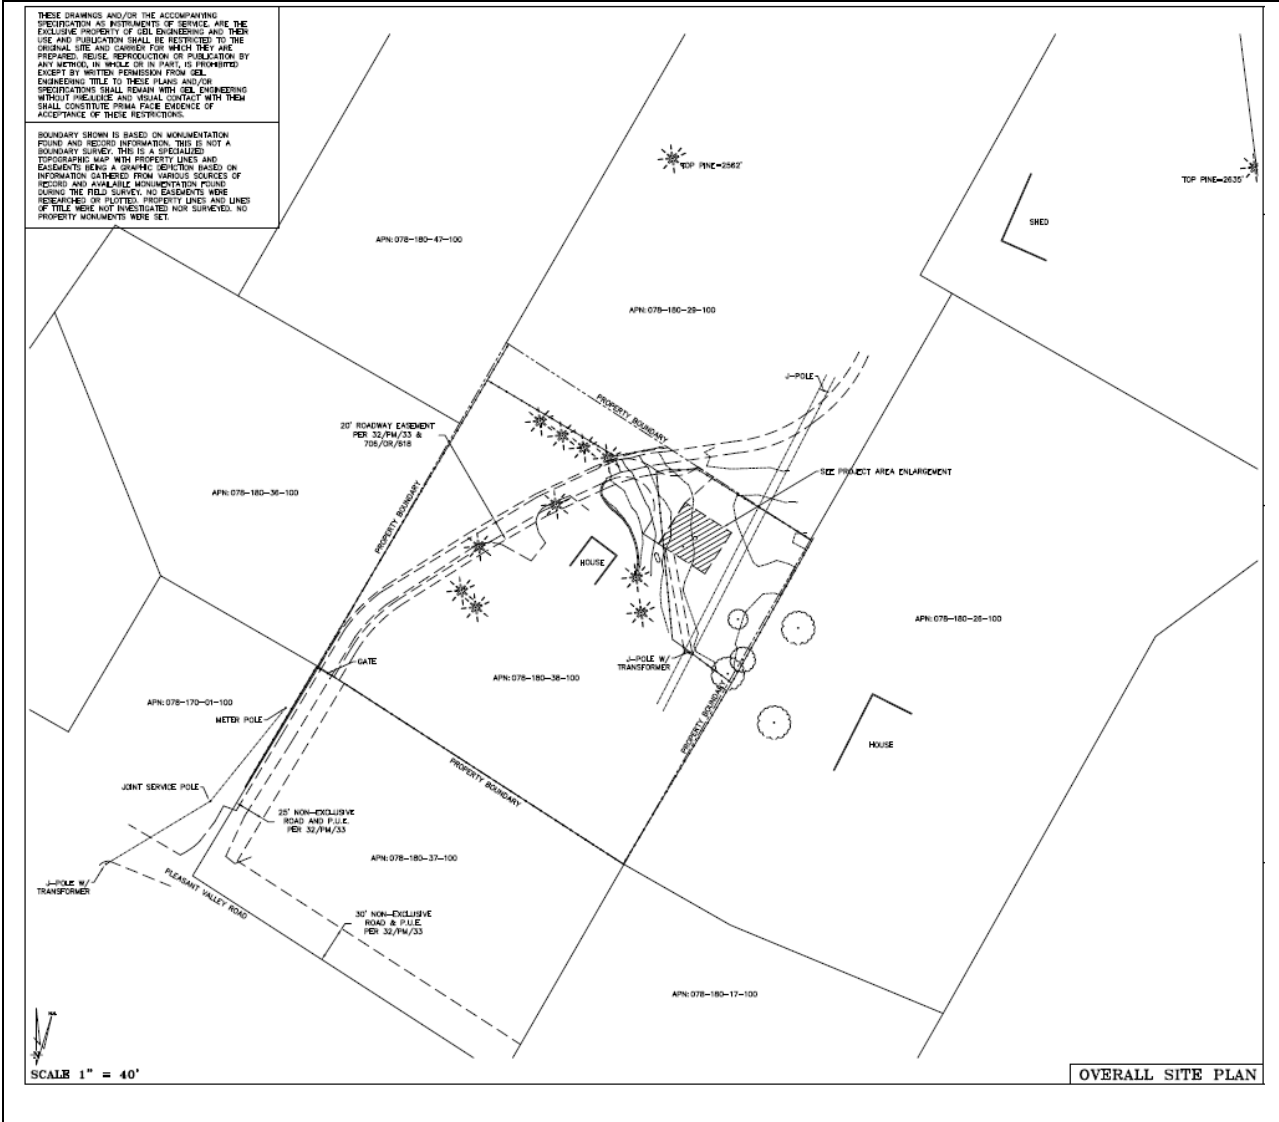 THESE DRAWINGS AND/OR THE ACCOMPANYING
SPECIFICATION AS INSTRUMENTS OF SERVICE, ARE THE
EXCLUSIVE PROPERTY OF GEIL ENGINEERING AND THEIR
USE AND PUBLICATION SHALL BE RESTRICTED TO THE
ORIGINAL SITE AND CARRIER FOR WHICH THEY ARE
PREPARED. REUSE, REPRODUCTION OR PUBLICATION BY
ANY METHOD, IN WHOLE OR IN PART, IS PROHIBITED
EXCEPT BY WRITTEN PERMISSION FROM GEIL
ENGINEERING TITLE TO THESE PLANS AND/OR
SPECIFICATIONS SHALL REMAIN WITH GEIL ENGINEERING
WITHOUT PREJUDICE AND VISUAL CONTACT WITH THEM
SHALL CONSTITUTE PRIMA FACIE EVIDENCE OF
ACCEPTANCE OF THESE RESTRICTIONS.
BOUNDARY SHOWN IS BASED ON MONUMENTATION
FOUND AND RECORD INFORMATION. THIS IS NOT A
BOUNDARY SURVEY. THIS IS A SPECIALIZED
TOPOGRAPHIC MAP WITH PROPERTY LINES AND
EASEMENTS BEING A GRAPHIC DEPICTION BASED ON
INFORMATION GATHERED FROM VARIOUS SOURCES OF
RECORD AND AVAILABLE MONUMENTATION FOUND
DURING THE FIELD SURVEY. NO EASEMENTS WERE
RESEARCHED OR PLOTTED. PROPERTY LINES AND LINES
OF TITLE WERE NOT INVESTIGATED NOR SURVEYED. NO
PROPERTY MONUMENTS WERE SET.
TOP PINE=2562'
TOP PINE=2635'
SHED
APN: 078-180-47-100
APN: 078-180-29-100
J-POLE
PROPERTY BOUNDARY
20' ROADWAY EASEMENT
PER 32/PM/33 &
706/OR/618
SEE PROJECT AREA ENLARGEMENT
APN: 078-180-36-100
PROPERTY BOUNDARY
HOUSE
APN: 078-180-26-100
J-POLE W/
TRANSFORMER
GATE
APN: 078-180-38-100
APN: 078-170-01-100
METER POLE
PROPERTY BOUNDARY
HOUSE
JOINT SERVICE POLE
PROPERTY BOUNDARY
25' NON-EXCLUSIVE
ROAD AND P.U.E.
PER 32/PM/33
APN: 078-180-37-100
J-POLE W/
TRANSFORMER
PLEASANT VALLEY ROAD
30' NON-EXCLUSIVE
ROAD & P.U.E.
PER 32/PM/33
APN: 078-180-17-100
SCALE 1" = 40'
OVERALL SITE PLAN